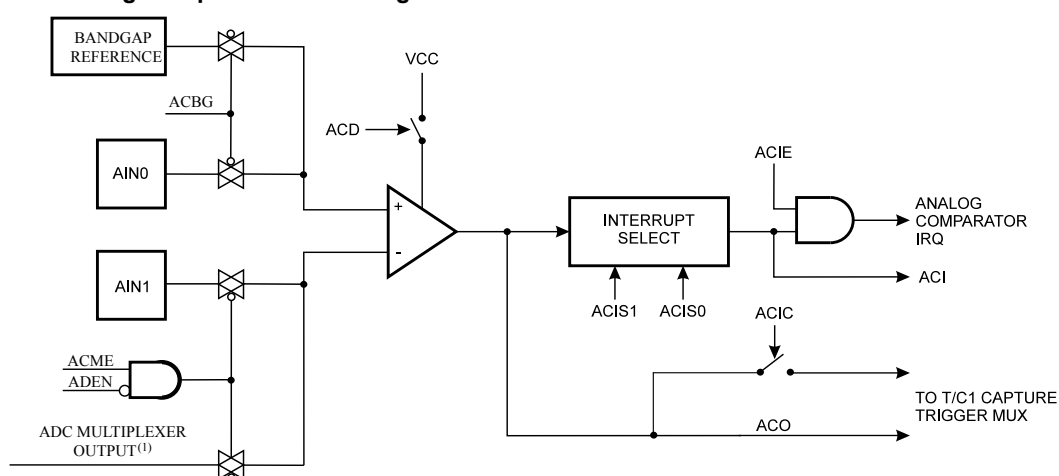 BANDGAP
REFERENCE
VCC
ACBG
ACD
AIN0
ACIE
+
INTERRUPT
SELECT
ANALOG
COMPARATOR
IRQ
-
AIN1
ACI
ACIS1
ACIS0
ACIC
ACME
ADEN
TO T/C1 CAPTURE
TRIGGER MUX
ACO
ADC MULTIPLEXER
OUTPUT(1)